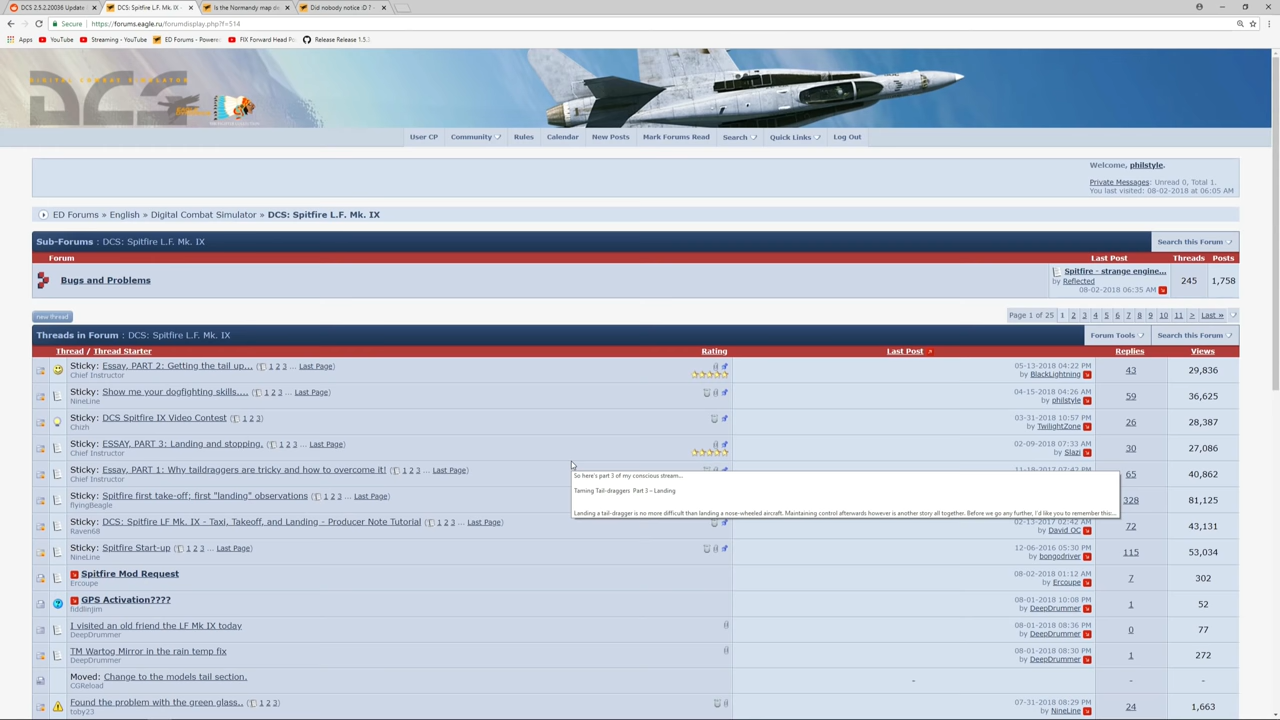 DCS 2.5.2.20036 Update
DCS: Spitfire L.F. Mk. IX -
Is the Normandy map d
Did nobody notice :D ? -
Secure https://forums.eagle.ru/forumdisplay.php?f=514
Apps YouTube Streaming - YouTube ED Forums - Powere FIX Forward Head Po Release Release 1.5.
DIGITAL COMBAT SIMULATOR
DCS
User CP Community Rules Calendar New Posts Mark Forums Read Search Quick Links Log Out
Welcome, philstyle.
Private Messages: Unread 0, Total 1.
You last visited: 08-02-2018 at 06:05 AM
ED Forums » English » Digital Combat Simulator » DCS: Spitfire L.F. Mk. IX
Sub-Forums : DCS: Spitfire L.F. Mk. IX Search this Forum
Forum Last Post Threads Posts
Bugs and Problems Spitfire - strange engine... 245 1,758
by Reflected
08-02-2018 06:35 AM
new thread Page 1 of 25 1 2 3 4 5 6 7 8 9 10 11 > Last »
Threads in Forum : DCS: Spitfire L.F. Mk. IX Forum Tools Search this Forum
Thread / Thread Starter Rating Last Post Replies Views
Sticky: Essay, PART 2: Getting the tail up... ( 1 2 3 ... Last Page) 05-13-2018 04:22 PM 43 29,836
Chief Instructor by BlackLightning
Sticky: Show me your dogfighting skills.... ( 1 2 3 ... Last Page) 04-15-2018 04:26 AM 59 36,625
NineLine by philstyle
Sticky: DCS Spitfire IX Video Contest ( 1 2 3) 03-31-2018 10:57 PM 26 28,387
Chizh by TwilightZone
Sticky: ESSAY, PART 3: Landing and stopping. ( 1 2 3 ... Last Page) 02-09-2018 07:33 AM 30 27,086
Chief Instructor by Slazi
Sticky: Essay, PART 1: Why taildraggers are tricky and how to overcome it! ( 1 2 3 ... Last Page) 65 40,862
Chief Instructor
So here's part 3 of my conscious stream...
Taming Tail-draggers Part 3 – Landing
Landing a tail-dragger is no more difficult than landing a nose-wheeled aircraft. Maintaining control afterwards however is another story all together. Before we go any further, I'd like you to remember this:...
Sticky: Spitfire first take-off; first "landing" observations ( 1 2 3 ... Last Page) 328 81,125
flyingBeagle
Sticky: DCS: Spitfire LF Mk. IX - Taxi, Takeoff, and Landing - Producer Note Tutorial ( 1 2 3 ... Last Page) 02-13-2017 02:42 AM 72 43,131
Raven68 by David OC
Sticky: Spitfire Start-up ( 1 2 3 ... Last Page) 12-06-2016 05:30 PM 115 53,034
NineLine by bongodriver
Spitfire Mod Request 08-02-2018 01:12 AM 7 302
Ercoupe by Ercoupe
GPS Activation???? 08-01-2018 10:08 PM 1 52
fiddlinjim by DeepDrummer
I visited an old friend the LF Mk IX today 08-01-2018 08:36 PM 0 77
DeepDrummer by DeepDrummer
TM Wartog Mirror in the rain temp fix 08-01-2018 08:30 PM 1 272
DeepDrummer by DeepDrummer
Moved: Change to the models tail section. - - -
CGReload
Found the problem with the green glass.. ( 1 2 3) 07-31-2018 08:29 PM 24 1,663
toby23 by NineLine